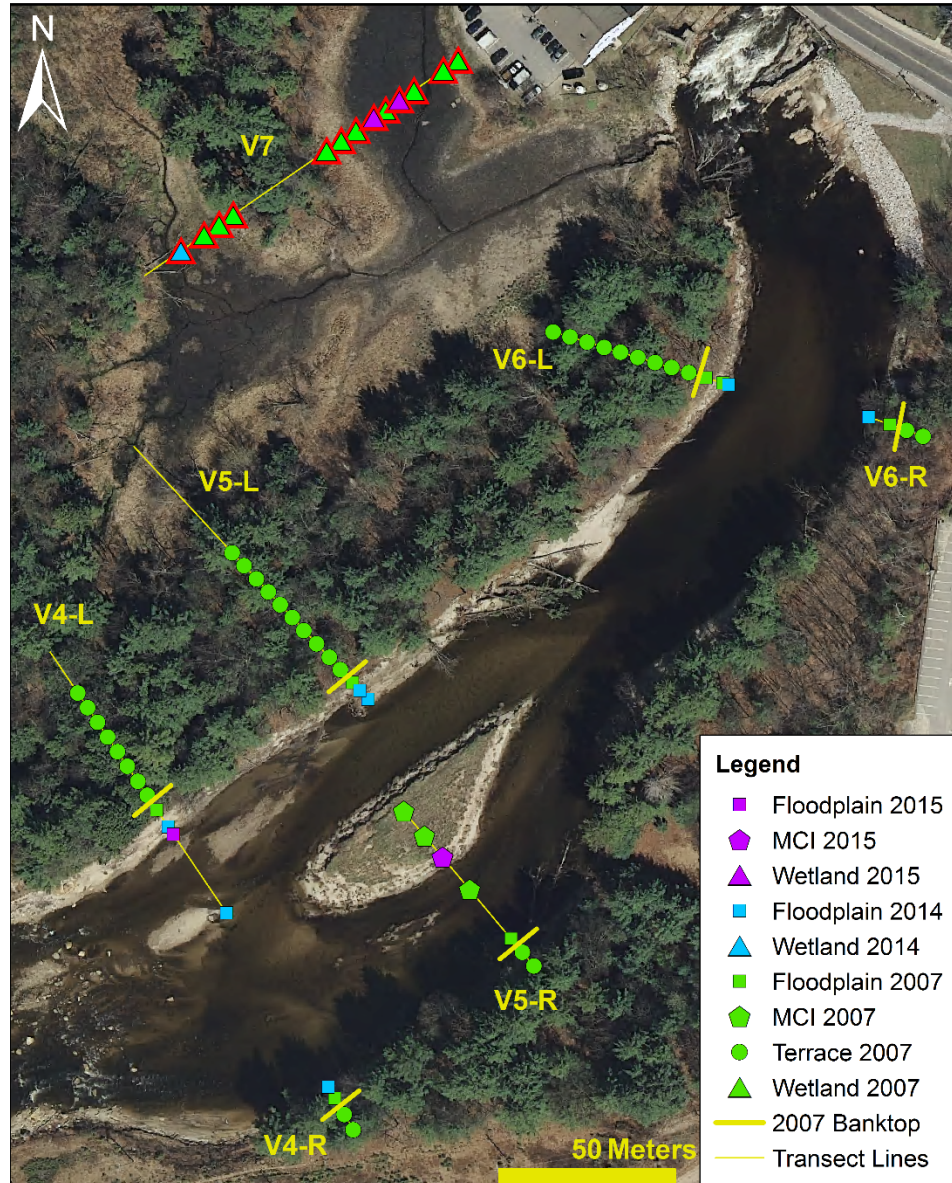 N
V7
V6-L
V6-R
V5-L
V4-L
V5-R
V4-R
50 Meters
Legend
Floodplain 2015
MCI 2015
Wetland 2015
Floodplain 2014
Wetland 2014
Floodplain 2007
MCI 2007
Terrace 2007
Wetland 2007
2007 Banktop
Transect Lines